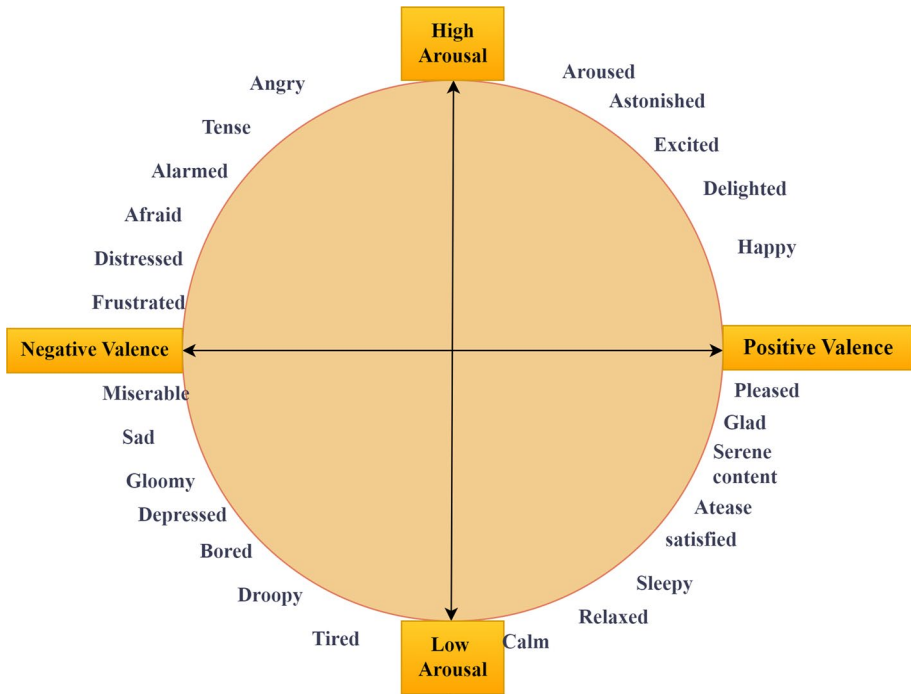 High
Arousal
Angry
Aroused
Astonished
Tense
Excited
Alarmed
Delighted
Afraid
Happy
Distressed
Frustrated
Negative Valence
Positive Valence
Miserable
Pleased
Glad
Sad
Serene
content
Gloomy
Atease
Depressed
satisfied
Bored
Sleepy
Droopy
Relaxed
Tired
Calm
Low
Arousal